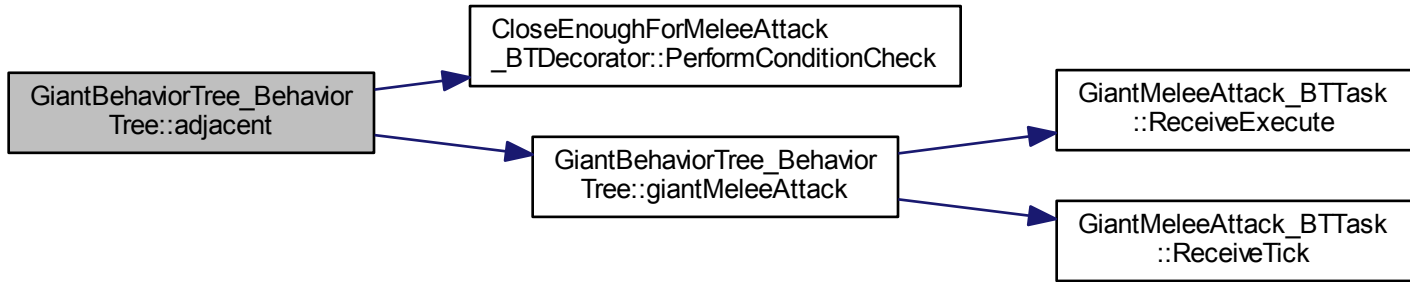 CloseEnoughForMeleeAttack
_BTDecorator::PerformConditionCheck
GiantBehaviorTree_Behavior
Tree::adjacent
GiantBehaviorTree_Behavior
Tree::giantMeleeAttack
GiantMeleeAttack_BTTask
::ReceiveExecute
GiantMeleeAttack_BTTask
::ReceiveTick